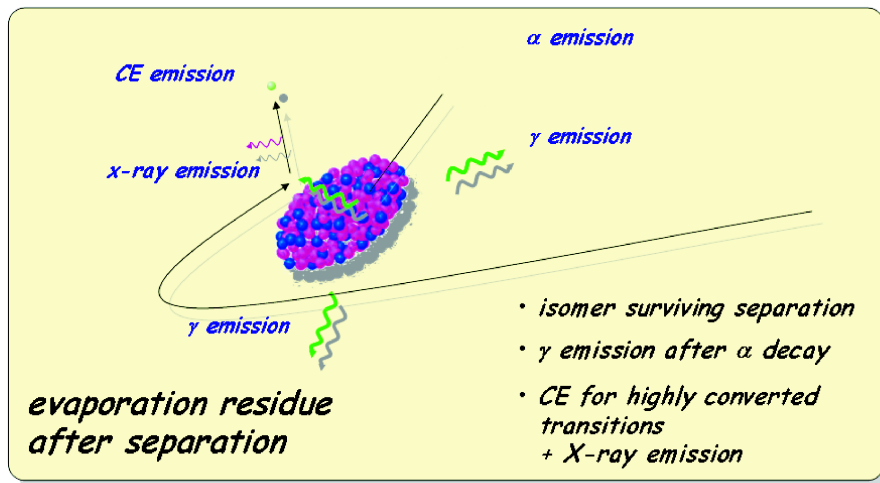 α emission
CE emission
γ emission
x-ray emission
γ emission
• isomer surviving separation
• γ emission after α decay
• CE for highly converted
transitions
+ X-ray emission
evaporation residue
after separation